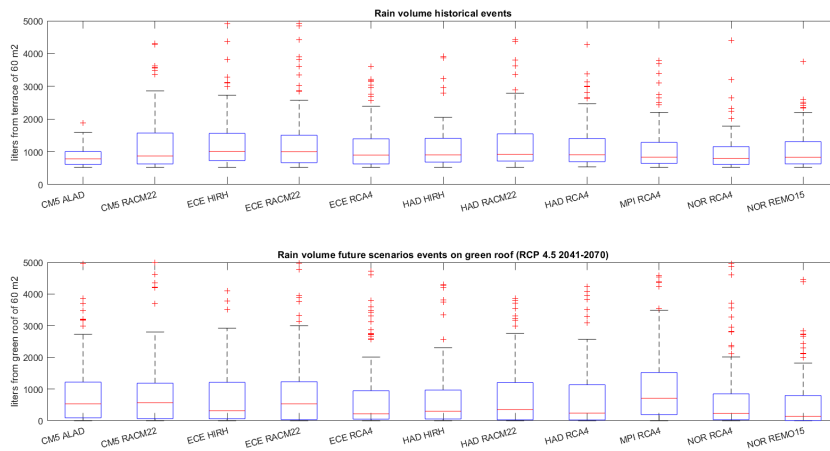 Rain volume historical events
liters from terrace of 60 m2
5000
4000
3000
2000
1000
0
CM5 ALAD
CM5 RACM22
ECE HIRH
ECE RACM22
ECE RCA4
HAD HIRH
HAD RACM22
HAD RCA4
MPI RCA4
NOR RCA4
NOR REMO15
Rain volume future scenarios events on green roof (RCP 4.5 2041-2070)
liters from green roof of 60 m2
5000
4000
3000
2000
1000
0
CM5 ALAD
CM5 RACM22
ECE HIRH
ECE RACM22
ECE RCA4
HAD HIRH
HAD RACM22
HAD RCA4
MPI RCA4
NOR RCA4
NOR REMO15